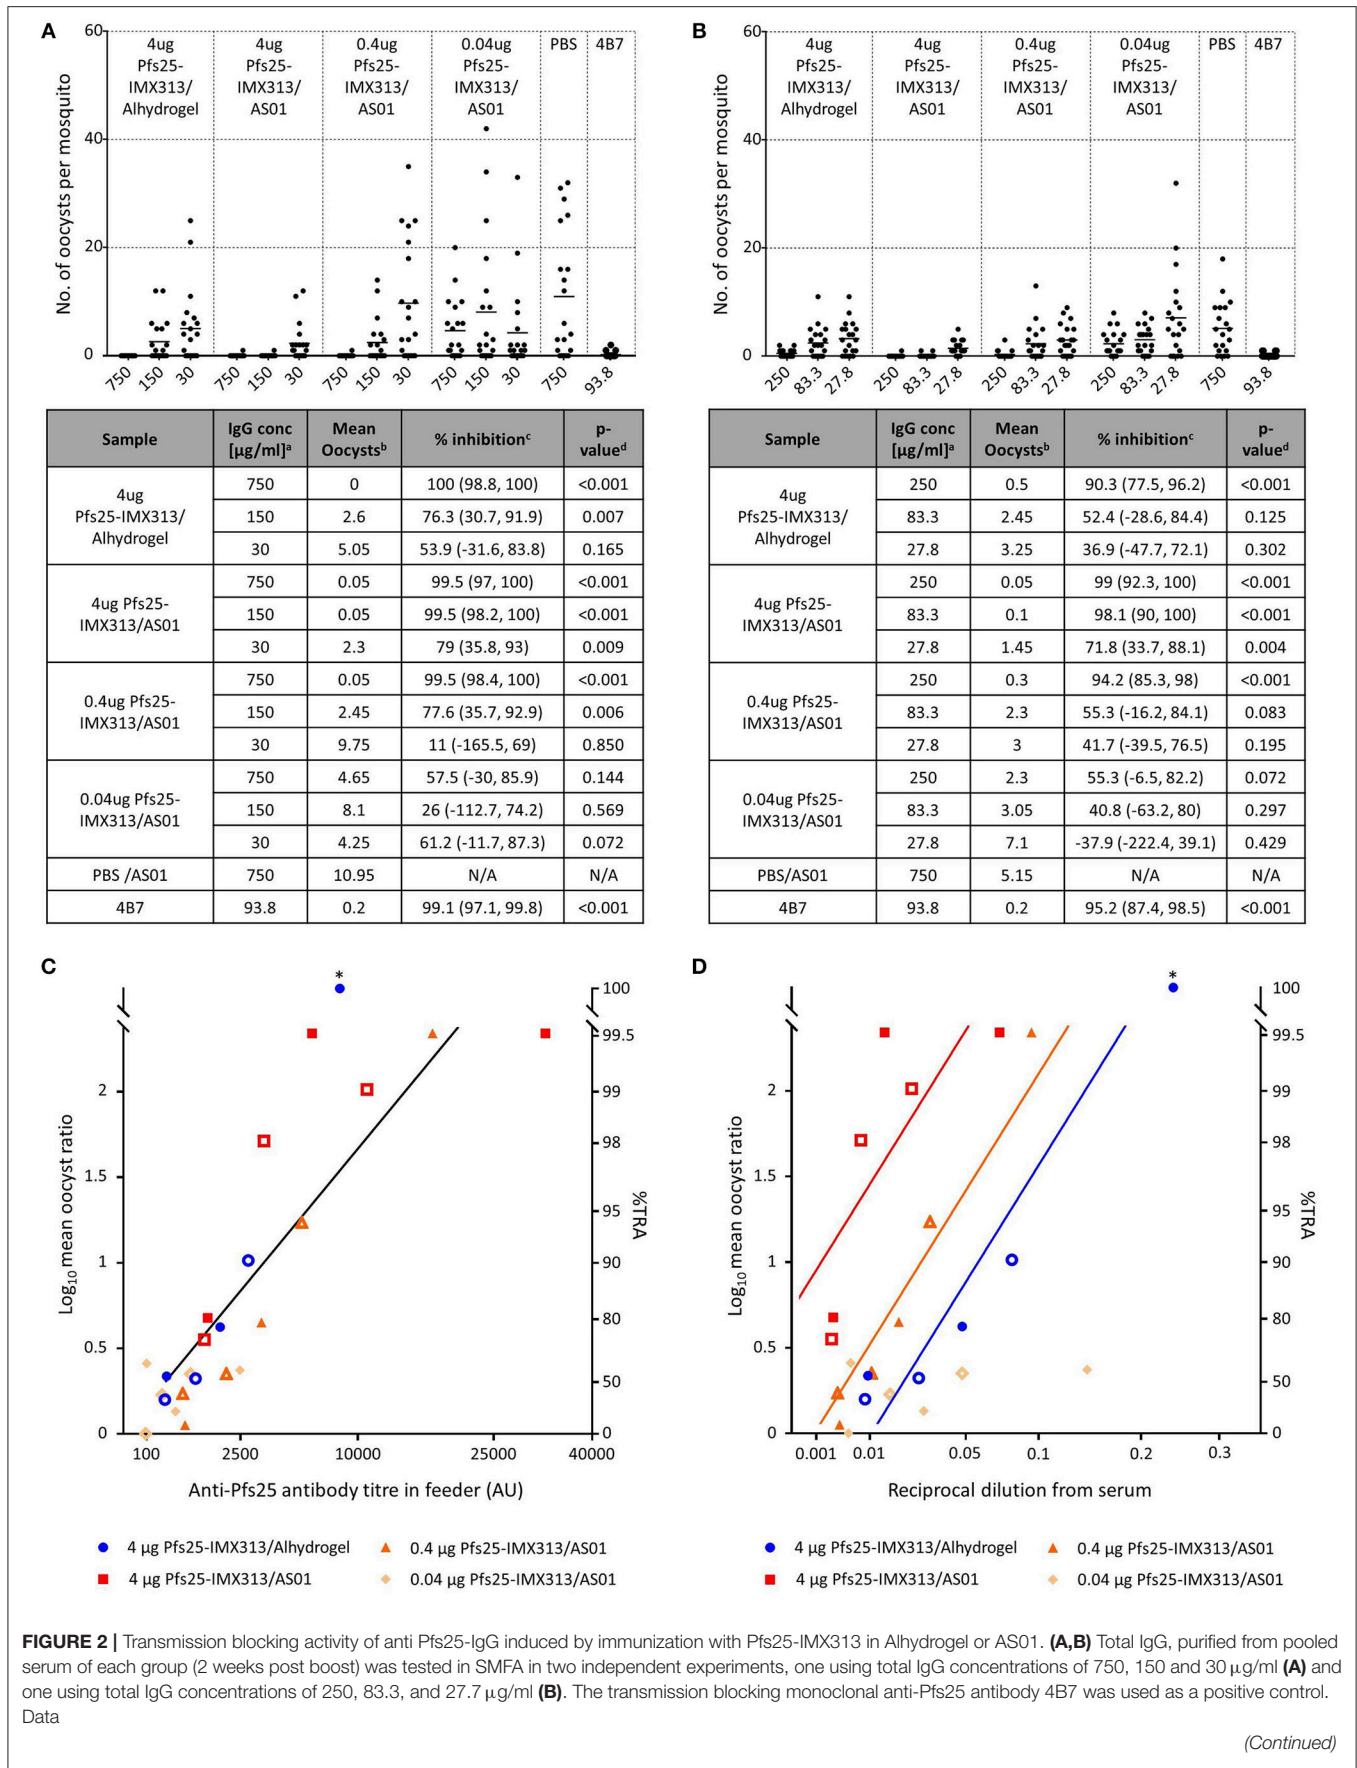 A
4ug Pfs25-IMX313/Alhydrogel
4ug Pfs25-IMX313/AS01
0.4ug Pfs25-IMX313/AS01
0.04ug Pfs25-IMX313/AS01
PBS
4B7
No. of oocysts per mosquito
60
40
20
0
750 150 30 750 150 30 750 150 30 750 150 30 750 93.8
B
4ug Pfs25-IMX313/Alhydrogel
4ug Pfs25-IMX313/AS01
0.4ug Pfs25-IMX313/AS01
0.04ug Pfs25-IMX313/AS01
PBS
4B7
No. of oocysts per mosquito
60
40
20
0
250 83.3 27.8 250 83.3 27.8 250 83.3 27.8 250 83.3 27.8 750 93.8
Sample IgG conc [µg/ml]a Mean Oocystsb % inhibitionc p-valued
4ug Pfs25-IMX313/Alhydrogel
750 0 100 (98.8, 100) <0.001
150 2.6 76.3 (30.7, 91.9) 0.007
30 5.05 53.9 (-31.6, 83.8) 0.165
4ug Pfs25-IMX313/AS01
750 0.05 99.5 (97, 100) <0.001
150 0.05 99.5 (98.2, 100) <0.001
30 2.3 79 (35.8, 93) 0.009
0.4ug Pfs25-IMX313/AS01
750 0.05 99.5 (98.4, 100) <0.001
150 2.45 77.6 (35.7, 92.9) 0.006
30 9.75 11 (-165.5, 69) 0.850
0.04ug Pfs25-IMX313/AS01
750 4.65 57.5 (-30, 85.9) 0.144
150 8.1 26 (-112.7, 74.2) 0.569
30 4.25 61.2 (-11.7, 87.3) 0.072
PBS /AS01 750 10.95 N/A N/A
4B7 93.8 0.2 99.1 (97.1, 99.8) <0.001
Sample IgG conc [µg/ml]a Mean Oocystsb % inhibitionc p-valued
4ug Pfs25-IMX313/Alhydrogel
250 0.5 90.3 (77.5, 96.2) <0.001
83.3 2.45 52.4 (-28.6, 84.4) 0.125
27.8 3.25 36.9 (-47.7, 72.1) 0.302
4ug Pfs25-IMX313/AS01
250 0.05 99 (92.3, 100) <0.001
83.3 0.1 98.1 (90, 100) <0.001
27.8 1.45 71.8 (33.7, 88.1) 0.004
0.4ug Pfs25-IMX313/AS01
250 0.3 94.2 (85.3, 98) <0.001
83.3 2.3 55.3 (-16.2, 84.1) 0.083
27.8 3 41.7 (-39.5, 76.5) 0.195
0.04ug Pfs25-IMX313/AS01
250 2.3 55.3 (-6.5, 82.2) 0.072
83.3 3.05 40.8 (-63.2, 80) 0.297
27.8 7.1 -37.9 (-222.4, 39.1) 0.429
PBS/AS01 750 5.15 N/A N/A
4B7 93.8 0.2 95.2 (87.4, 98.5) <0.001
C
*
Log10 mean oocyst ratio
2
1.5
1
0.5
0
100
99.5
99
98
95
90
80
50
0
%TRA
100 2500 10000 25000 40000
Anti-Pfs25 antibody titre in feeder (AU)
4 µg Pfs25-IMX313/Alhydrogel
0.4 µg Pfs25-IMX313/AS01
4 µg Pfs25-IMX313/AS01
0.04 µg Pfs25-IMX313/AS01
D
*
Log10 mean oocyst ratio
2
1.5
1
0.5
0
100
99.5
99
98
95
90
80
50
0
%TRA
0.001 0.01 0.05 0.1 0.2 0.3
Reciprocal dilution from serum
4 µg Pfs25-IMX313/Alhydrogel
0.4 µg Pfs25-IMX313/AS01
4 µg Pfs25-IMX313/AS01
0.04 µg Pfs25-IMX313/AS01
FIGURE 2 | Transmission blocking activity of anti Pfs25-IgG induced by immunization with Pfs25-IMX313 in Alhydrogel or AS01. (A,B) Total IgG, purified from pooled
serum of each group (2 weeks post boost) was tested in SMFA in two independent experiments, one using total IgG concentrations of 750, 150 and 30 µg/ml (A) and
one using total IgG concentrations of 250, 83.3, and 27.7 µg/ml (B). The transmission blocking monoclonal anti-Pfs25 antibody 4B7 was used as a positive control.
Data
(Continued)